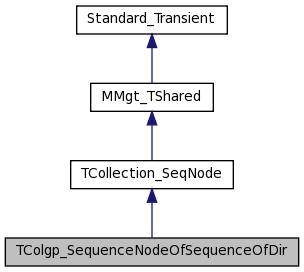 Standard_Transient
MMgt_TShared
TCollection_SeqNode
TColgp_SequenceNodeOfSequenceOfDir